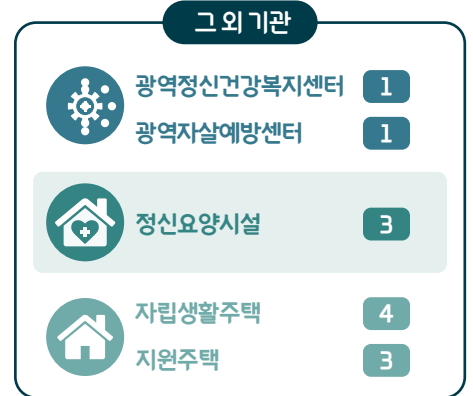 그 외 기관
광역정신건강복지센터 1
광역자살예방센터 1
정신요양시설 3
자립생활주택 4
지원주택 3